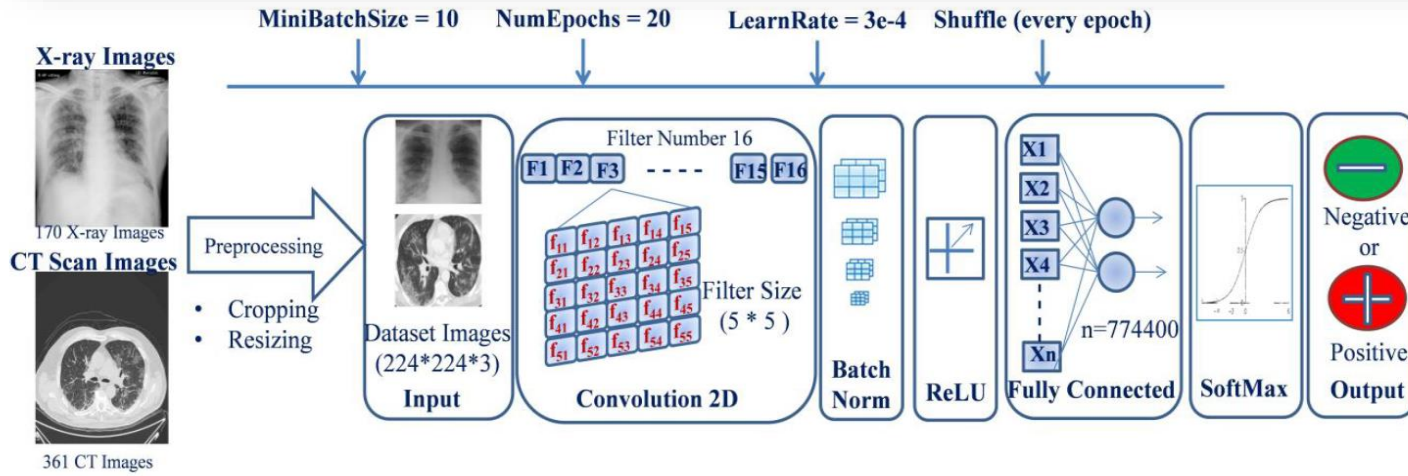 MiniBatchSize = 10
NumEpochs = 20
LearnRate = 3e-4
Shuffle (every epoch)
X-ray Images
170 X-ray Images
CT Scan Images
361 CT Images
Preprocessing
• Cropping
• Resizing
Dataset Images
(224*224*3)
Input
Filter Number 16
F1 F2 F3 - - - - F15 F16
f11 f12 f13 f14 f15
f21 f22 f23 f24 f25
f31 f32 f33 f34 f35
f41 f42 f43 f44 f45
f51 f52 f53 f54 f55
Filter Size
(5 * 5 )
Convolution 2D
Batch
Norm
ReLU
X1
X2
X3
X4
Xn
n=774400
Fully Connected
SoftMax
Negative
or
Positive
Output